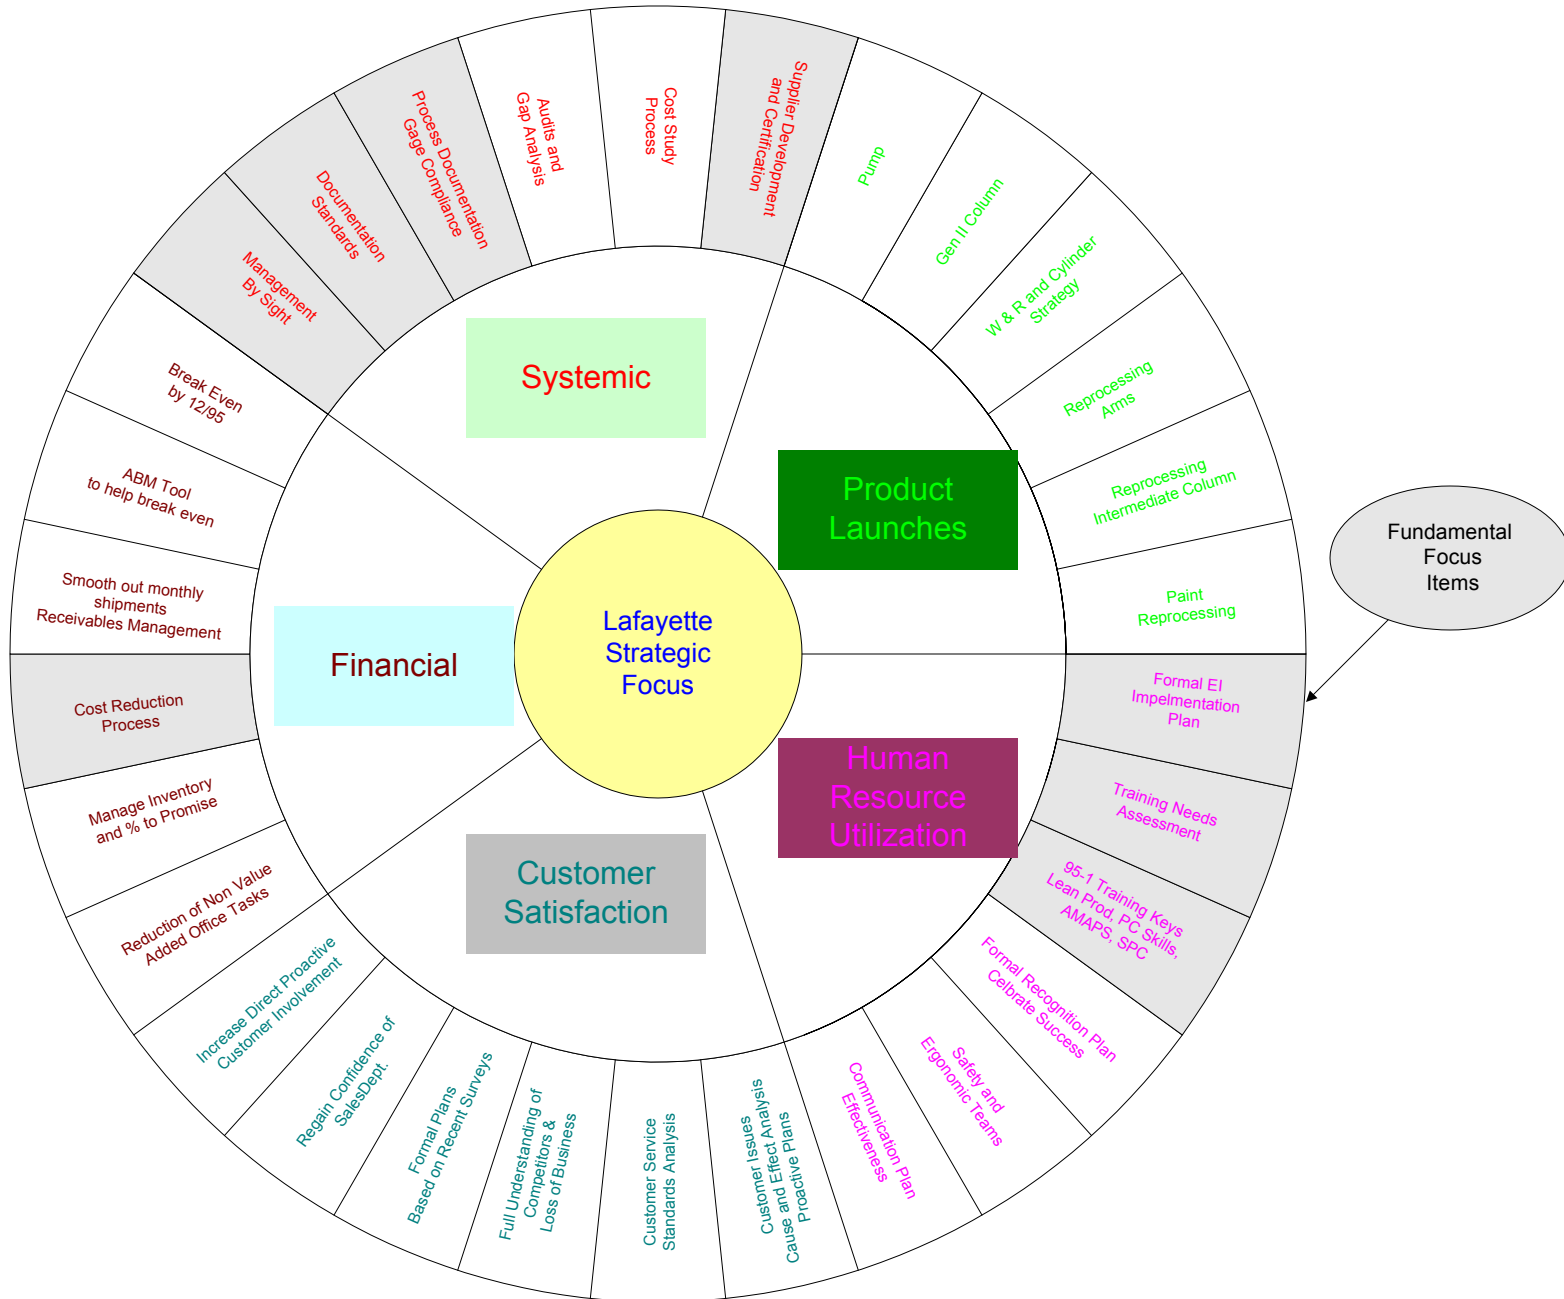 Lafayette
Strategic
Focus
Systemic
Product
Launches
Human
Resource
Utilization
Customer
Satisfaction
Financial
Management
By Sight
Documentation
Standards
Process Documentation
Gage Compliance
Audits and
Gap Analysis
Cost Study
Process
Supplier Development
and Certification
Pump
Gen II Column
W & R and Cylinder
Strategy
Reprocessing
Arms
Reprocessing
Intermediate Column
Paint
Reprocessing
Formal EI
Impelmentation
Plan
Training Needs
Assessment
95-1 Training Keys
Lean Prod, PC Skills,
AMAPS, SPC
Formal Recognition Plan
Celbrate Success
Safety and
Ergonomic Teams
Communication Plan
Effectiveness
Customer Issues
Cause and Effect Analysis
Proactive Plans
Customer Service
Standards Analysis
Full Understanding of
Competitors &
Loss of Business
Formal Plans
Based on Recent Surveys
Regain Confidence of
SalesDept.
Increase Direct Proactive
Customer Involvement
Reduction of Non Value
Added Office Tasks
Manage Inventory
and % to Promise
Cost Reduction
Process
Smooth out monthly
shipments
Receivables Management
ABM Tool
to help break even
Break Even
by 12/95
Fundamental
Focus
Items